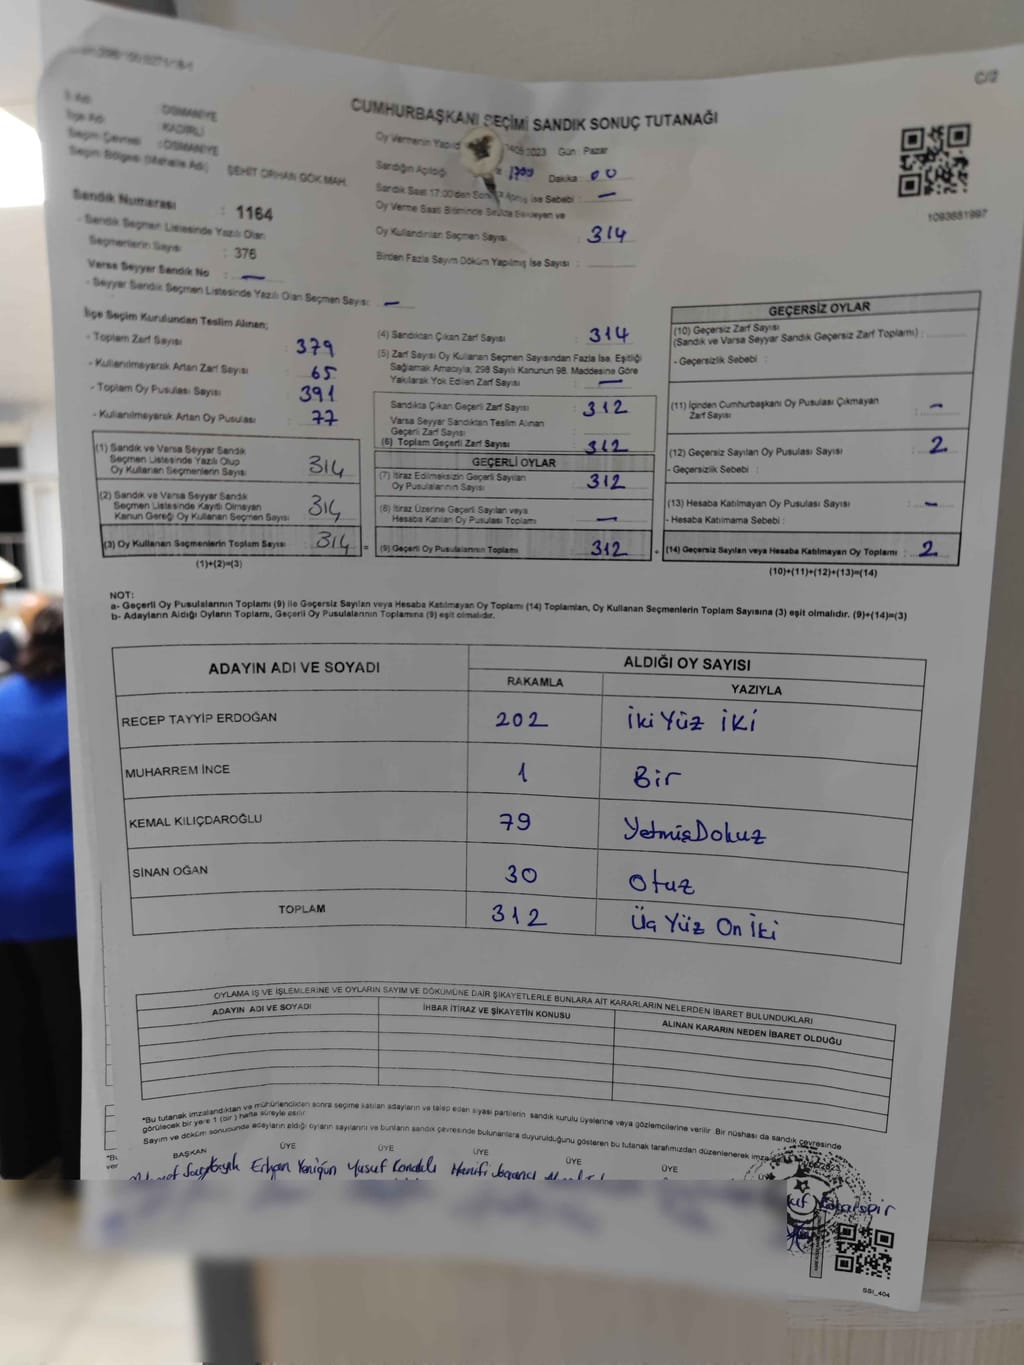 C/2
CUMHURBAŞKANI SEÇİMİ SANDIK SONUÇ TUTANAĞI
İl Adı : OSMANİYE
İlçe Adı : KADİRLİ
Seçim Çevresi : OSMANİYE
Seçim Bölgesi (Mahalle Adı) : ŞEHİT ORHAN GÖK MAH.
Sandık Numarası : 1164
- Sandık Seçmen Listesinde Yazılı Olan
Seçmenlerin Sayısı : 376
Varsa Seyyar Sandık No : —
- Seyyar Sandık Seçmen Listesinde Yazılı Olan Seçmen Sayısı: —
Oy Vermenin Yapıldı 2023 Gün : Pazar
Sandığın Açıldığı Dakika : 00
Sandık Saat 17:00'den Sonra Açılmış ise Sebebi : —
Oy Verme Saati Bitiminde Sırada Bekleyen ve
Oy Kullandırılan Seçmen Sayısı : 314
Birden Fazla Sayım Döküm Yapılmış İse Sayısı :
1093681997
İlçe Seçim Kurulundan Teslim Alınan;
- Toplam Zarf Sayısı : 379
- Kullanılmayarak Artan Zarf Sayısı : 65
- Toplam Oy Pusulası Sayısı : 391
- Kullanılmayarak Artan Oy Pusulası : 77
(1) Sandık ve Varsa Seyyar Sandık
Seçmen Listesinde Yazılı Olup
Oy Kullanan Seçmenlerin Sayısı : 314
(2) Sandık ve Varsa Seyyar Sandık
Seçmen Listesinde Kayıtlı Olmayan
Kanun Gereği Oy Kullanan Seçmen Sayısı : 314
(3) Oy Kullanan Seçmenlerin Toplam Sayısı : 314 =
(1)+(2)=(3)
(4) Sandıktan Çıkan Zarf Sayısı : 314
(5) Zarf Sayısı Oy Kullanan Seçmen Sayısından Fazla İse, Eşitliği
Sağlamak Amacıyla, 298 Sayılı Kanunun 98. Maddesine Göre
Yakılarak Yok Edilen Zarf Sayısı : —
Sandıkta Çıkan Geçerli Zarf Sayısı : 312
Varsa Seyyar Sandıktan Teslim Alınan
Geçerli Zarf Sayısı :
(6) Toplam Geçerli Zarf Sayısı : 312
GEÇERLİ OYLAR
(7) İtiraz Edilmeksizin Geçerli Sayılan
Oy Pusulalarının Sayısı : 312
(8) İtiraz Üzerine Geçerli Sayılan veya
Hesaba Katılan Oy Pusulası Toplamı : —
(9) Geçerli Oy Pusulalarının Toplamı : 312 +
GEÇERSİZ OYLAR
(10) Geçersiz Zarf Sayısı
(Sandık ve Varsa Seyyar Sandık Geçersiz Zarf Toplamı) :
- Geçersizlik Sebebi :
(11) İçinden Cumhurbaşkanı Oy Pusulası Çıkmayan
Zarf Sayısı : —
(12) Geçersiz Sayılan Oy Pusulası Sayısı : 2
- Geçersizlik Sebebi :
(13) Hesaba Katılmayan Oy Pusulası Sayısı : —
- Hesaba Katılmama Sebebi :
(14) Geçersiz Sayılan veya Hesaba Katılmayan Oy Toplamı : 2
(10)+(11)+(12)+(13)=(14)
NOT:
a- Geçerli Oy Pusulalarının Toplamı (9) ile Geçersiz Sayılan veya Hesaba Katılmayan Oy Toplamı (14) Toplamları, Oy Kullanan Seçmenlerin Toplam Sayısına (3) eşit olmalıdır. (9)+(14)=(3)
b- Adayların Aldığı Oyların Toplamı, Geçerli Oy Pusulalarının Toplamına (9) eşit olmalıdır.
ADAYIN ADI VE SOYADI ALDIĞI OY SAYISI
RAKAMLA YAZIYLA
RECEP TAYYİP ERDOĞAN 202 İki Yüz İKİ
MUHARREM İNCE 1 Bir
KEMAL KILIÇDAROĞLU 79 YetmişDokuz
SİNAN OĞAN 30 Otuz
TOPLAM 312 Üç Yüz On İki
OYLAMA İŞ VE İŞLEMLERİNE VE OYLARIN SAYIM VE DÖKÜMÜNE DAİR ŞİKAYETLERLE BUNLARA AİT KARARLARIN NELERDEN İBARET BULUNDUKLARI
ADAYIN ADI VE SOYADI İHBAR İTİRAZ VE ŞİKAYETİN KONUSU ALINAN KARARIN NEDEN İBARET OLDUĞU
*Bu tutanak imzalandıktan ve mühürlendikten sonra seçime katılan adayların ve talep eden siyasi partilerin sandık kurulu üyelerine veya gözlemcilerine verilir. Bir nüshası da sandık çevresinde
görülecek bir yere 1 (bir) hafta süreyle asılır.
Sayım ve döküm sonucunda adayların aldığı oyların sayılarını ve bunların sandık çevresinde bulunanlara duyurulduğunu gösteren bu tutanak tarafımızdan düzenlenerek imza
BAŞKAN ÜYE ÜYE ÜYE ÜYE ÜYE
Erhan Yusuf Hanifi
SSI_404